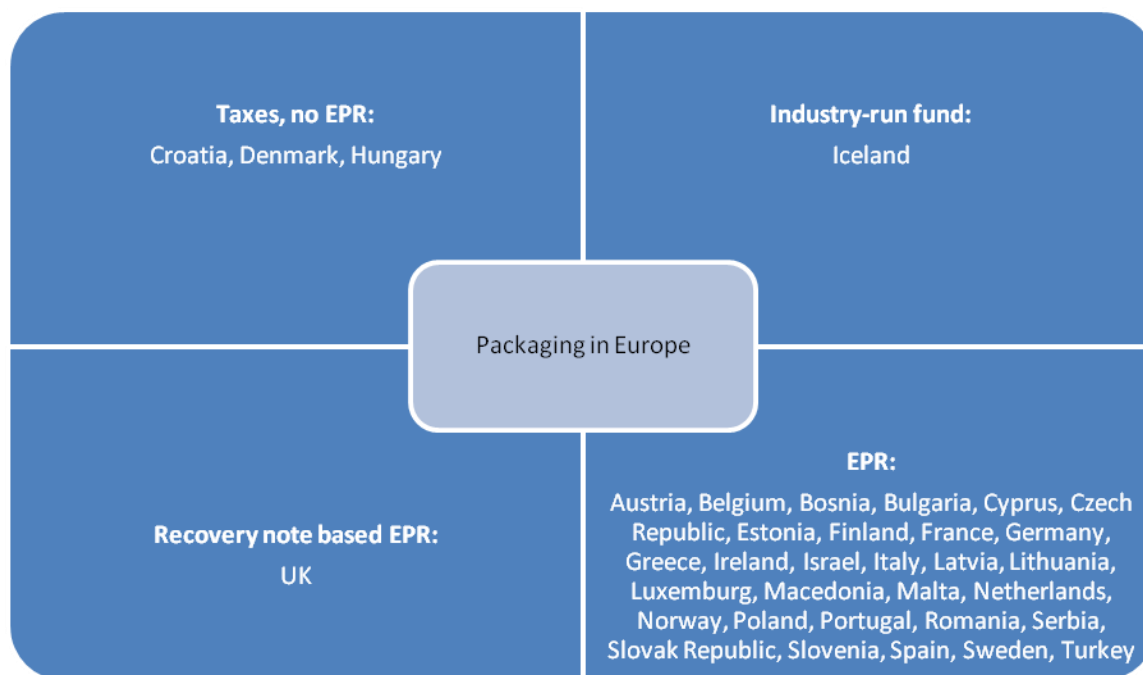 Taxes, no EPR:
Croatia, Denmark, Hungary
Industry-run fund:
Iceland
Packaging in Europe
Recovery note based EPR:
UK
EPR:
Austria, Belgium, Bosnia, Bulgaria, Cyprus, Czech
Republic, Estonia, Finland, France, Germany,
Greece, Ireland, Israel, Italy, Latvia, Lithuania,
Luxemburg, Macedonia, Malta, Netherlands,
Norway, Poland, Portugal, Romania, Serbia,
Slovak Republic, Slovenia, Spain, Sweden, Turkey